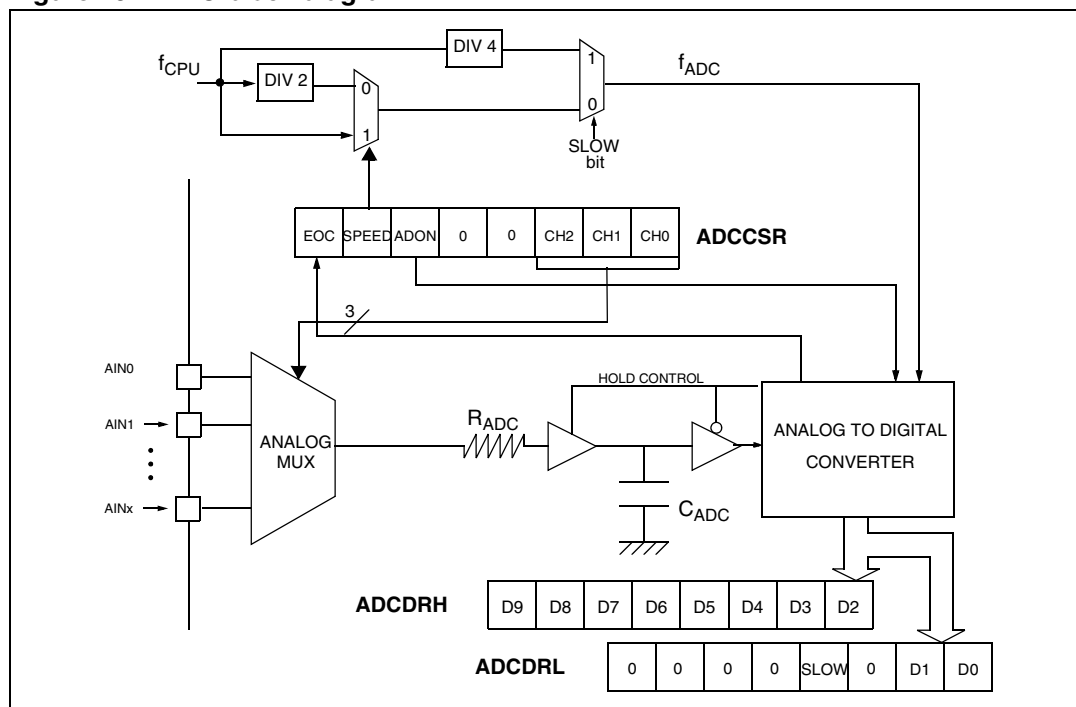 DIV 4
fCPU
DIV 2
0
1
1
0
fADC
SLOW
bit
EOC SPEED ADON 0 0 CH2 CH1 CH0 ADCCSR
3
AIN0
AIN1
AINx
ANALOG
MUX
RADC
HOLD CONTROL
CADC
ANALOG TO DIGITAL
CONVERTER
ADCDRH D9 D8 D7 D6 D5 D4 D3 D2
ADCDRL 0 0 0 0 SLOW 0 D1 D0